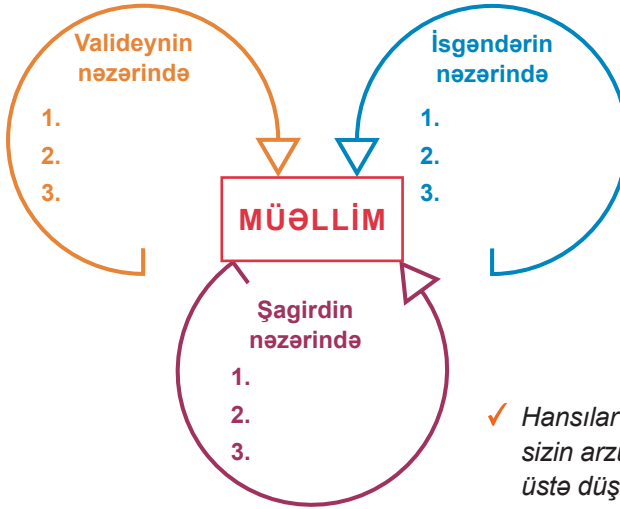 Valideynin
nəzərində
1.
2.
3.
İsgəndərin
nəzərində
1.
2.
3.
MÜƏLLİM
Şagirdin
nəzərində
1.
2.
3.
✓ Hansılar
sizin arzu
üstə düş